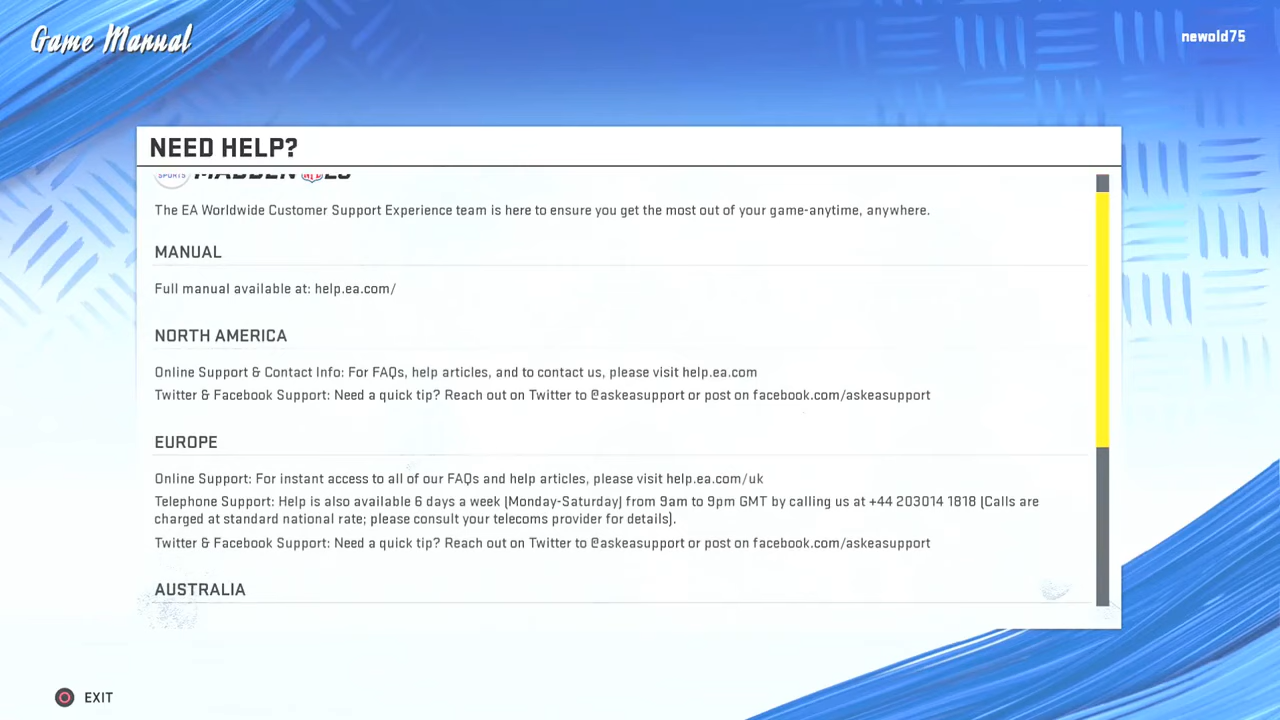 Game Manual
newold75
NEED HELP?
SPORTS MADDEN NFL
The EA Worldwide Customer Support Experience team is here to ensure you get the most out of your game-anytime, anywhere.
MANUAL
Full manual available at: help.ea.com/
NORTH AMERICA
Online Support & Contact Info: For FAQs, help articles, and to contact us, please visit help.ea.com
Twitter & Facebook Support: Need a quick tip? Reach out on Twitter to @askeasupport or post on facebook.com/askeasupport
EUROPE
Online Support: For instant access to all of our FAQs and help articles, please visit help.ea.com/uk
Telephone Support: Help is also available 6 days a week (Monday-Saturday) from 9am to 9pm GMT by calling us at +44 203014 1818 (Calls are
charged at standard national rate; please consult your telecoms provider for details).
Twitter & Facebook Support: Need a quick tip? Reach out on Twitter to @askeasupport or post on facebook.com/askeasupport
AUSTRALIA
EXIT